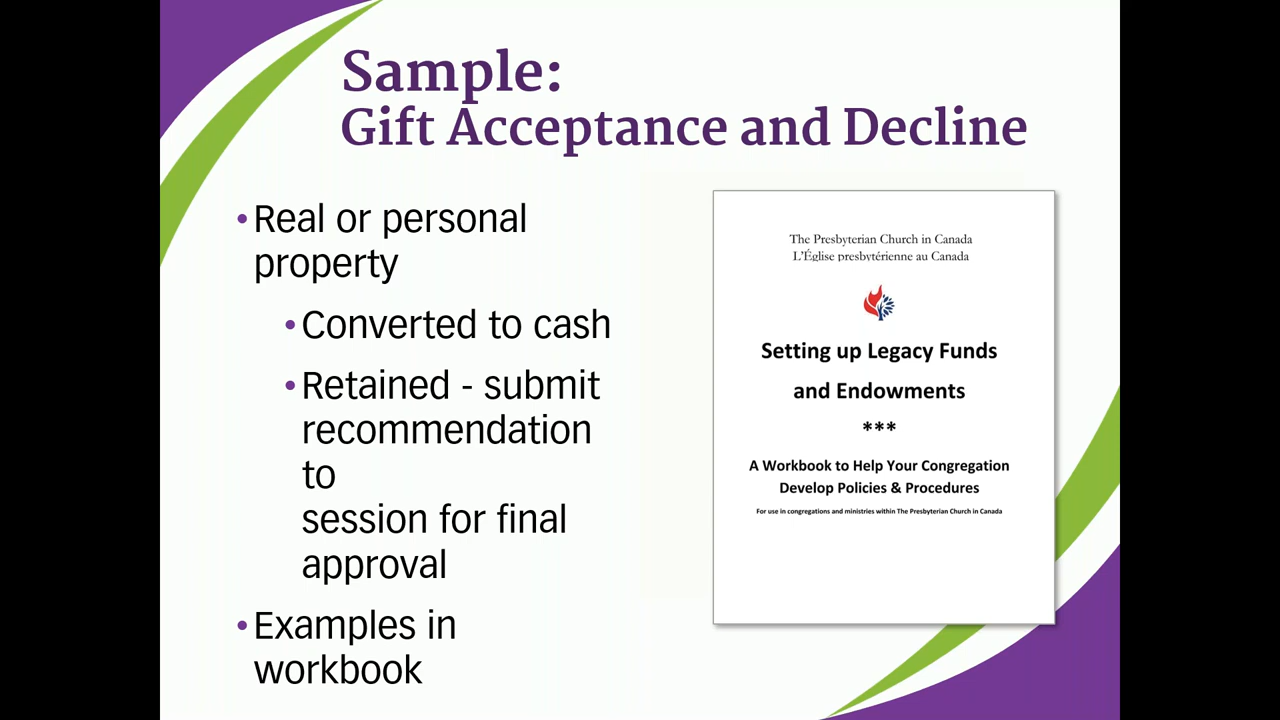 Sample:
Gift Acceptance and Decline
•Real or personal
property
•Converted to cash
•Retained - submit
recommendation
to
session for final
approval
•Examples in
workbook
The Presbyterian Church in Canada
L'Église presbytérienne au Canada
Setting up Legacy Funds
and Endowments
***
A Workbook to Help Your Congregation
Develop Policies & Procedures
For use in congregations and ministries within The Presbyterian Church in Canada